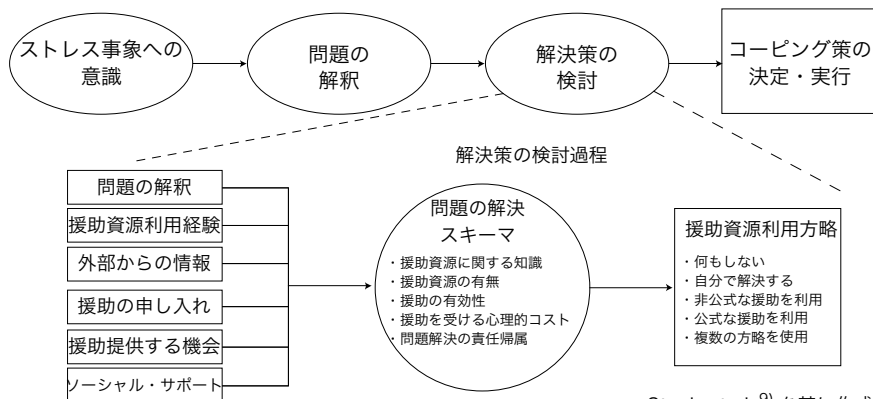 ストレス事象への
意識
問題の
解釈
解決策の
検討
コーピング策の
決定・実行
解決策の検討過程
問題の解釈
援助資源利用経験
外部からの情報
援助の申し入れ
援助提供する機会
ソーシャル・サポート
問題の解決
スキーマ
・援助資源に関する知識
・援助資源の有無
・援助の有効性
・援助を受ける心理的コスト
・問題解決の責任帰属
援助資源利用方略
・何もしない
・自分で解決する
・非公式な援助を利用
・公式な援助を利用
・複数の方略を使用